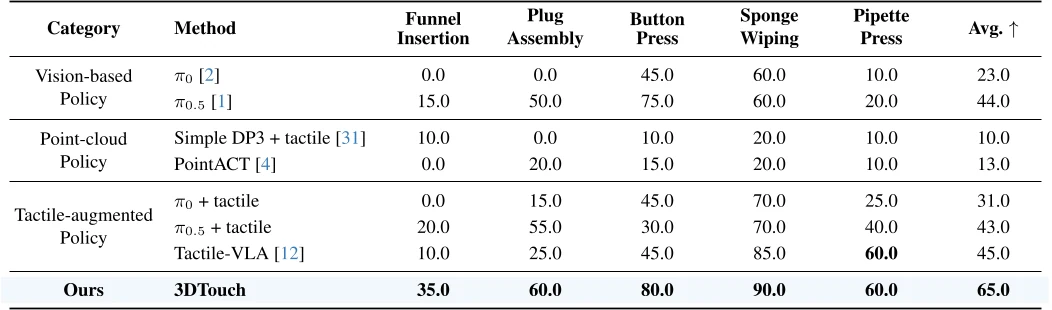 Category Method Funnel Insertion Plug Assembly Button Press Sponge Wiping Pipette Press Avg. ↑
Vision-based Policy
π0 [2] 0.0 0.0 45.0 60.0 10.0 23.0
π0.5 [1] 15.0 50.0 75.0 60.0 20.0 44.0
Point-cloud Policy
Simple DP3 + tactile [31] 10.0 0.0 10.0 20.0 10.0 10.0
PointACT [4] 0.0 20.0 15.0 20.0 10.0 13.0
Tactile-augmented Policy
π0 + tactile 0.0 15.0 45.0 70.0 25.0 31.0
π0.5 + tactile 20.0 55.0 30.0 70.0 40.0 43.0
Tactile-VLA [12] 10.0 25.0 45.0 85.0 60.0 45.0
Ours 3DTouch 35.0 60.0 80.0 90.0 60.0 65.0